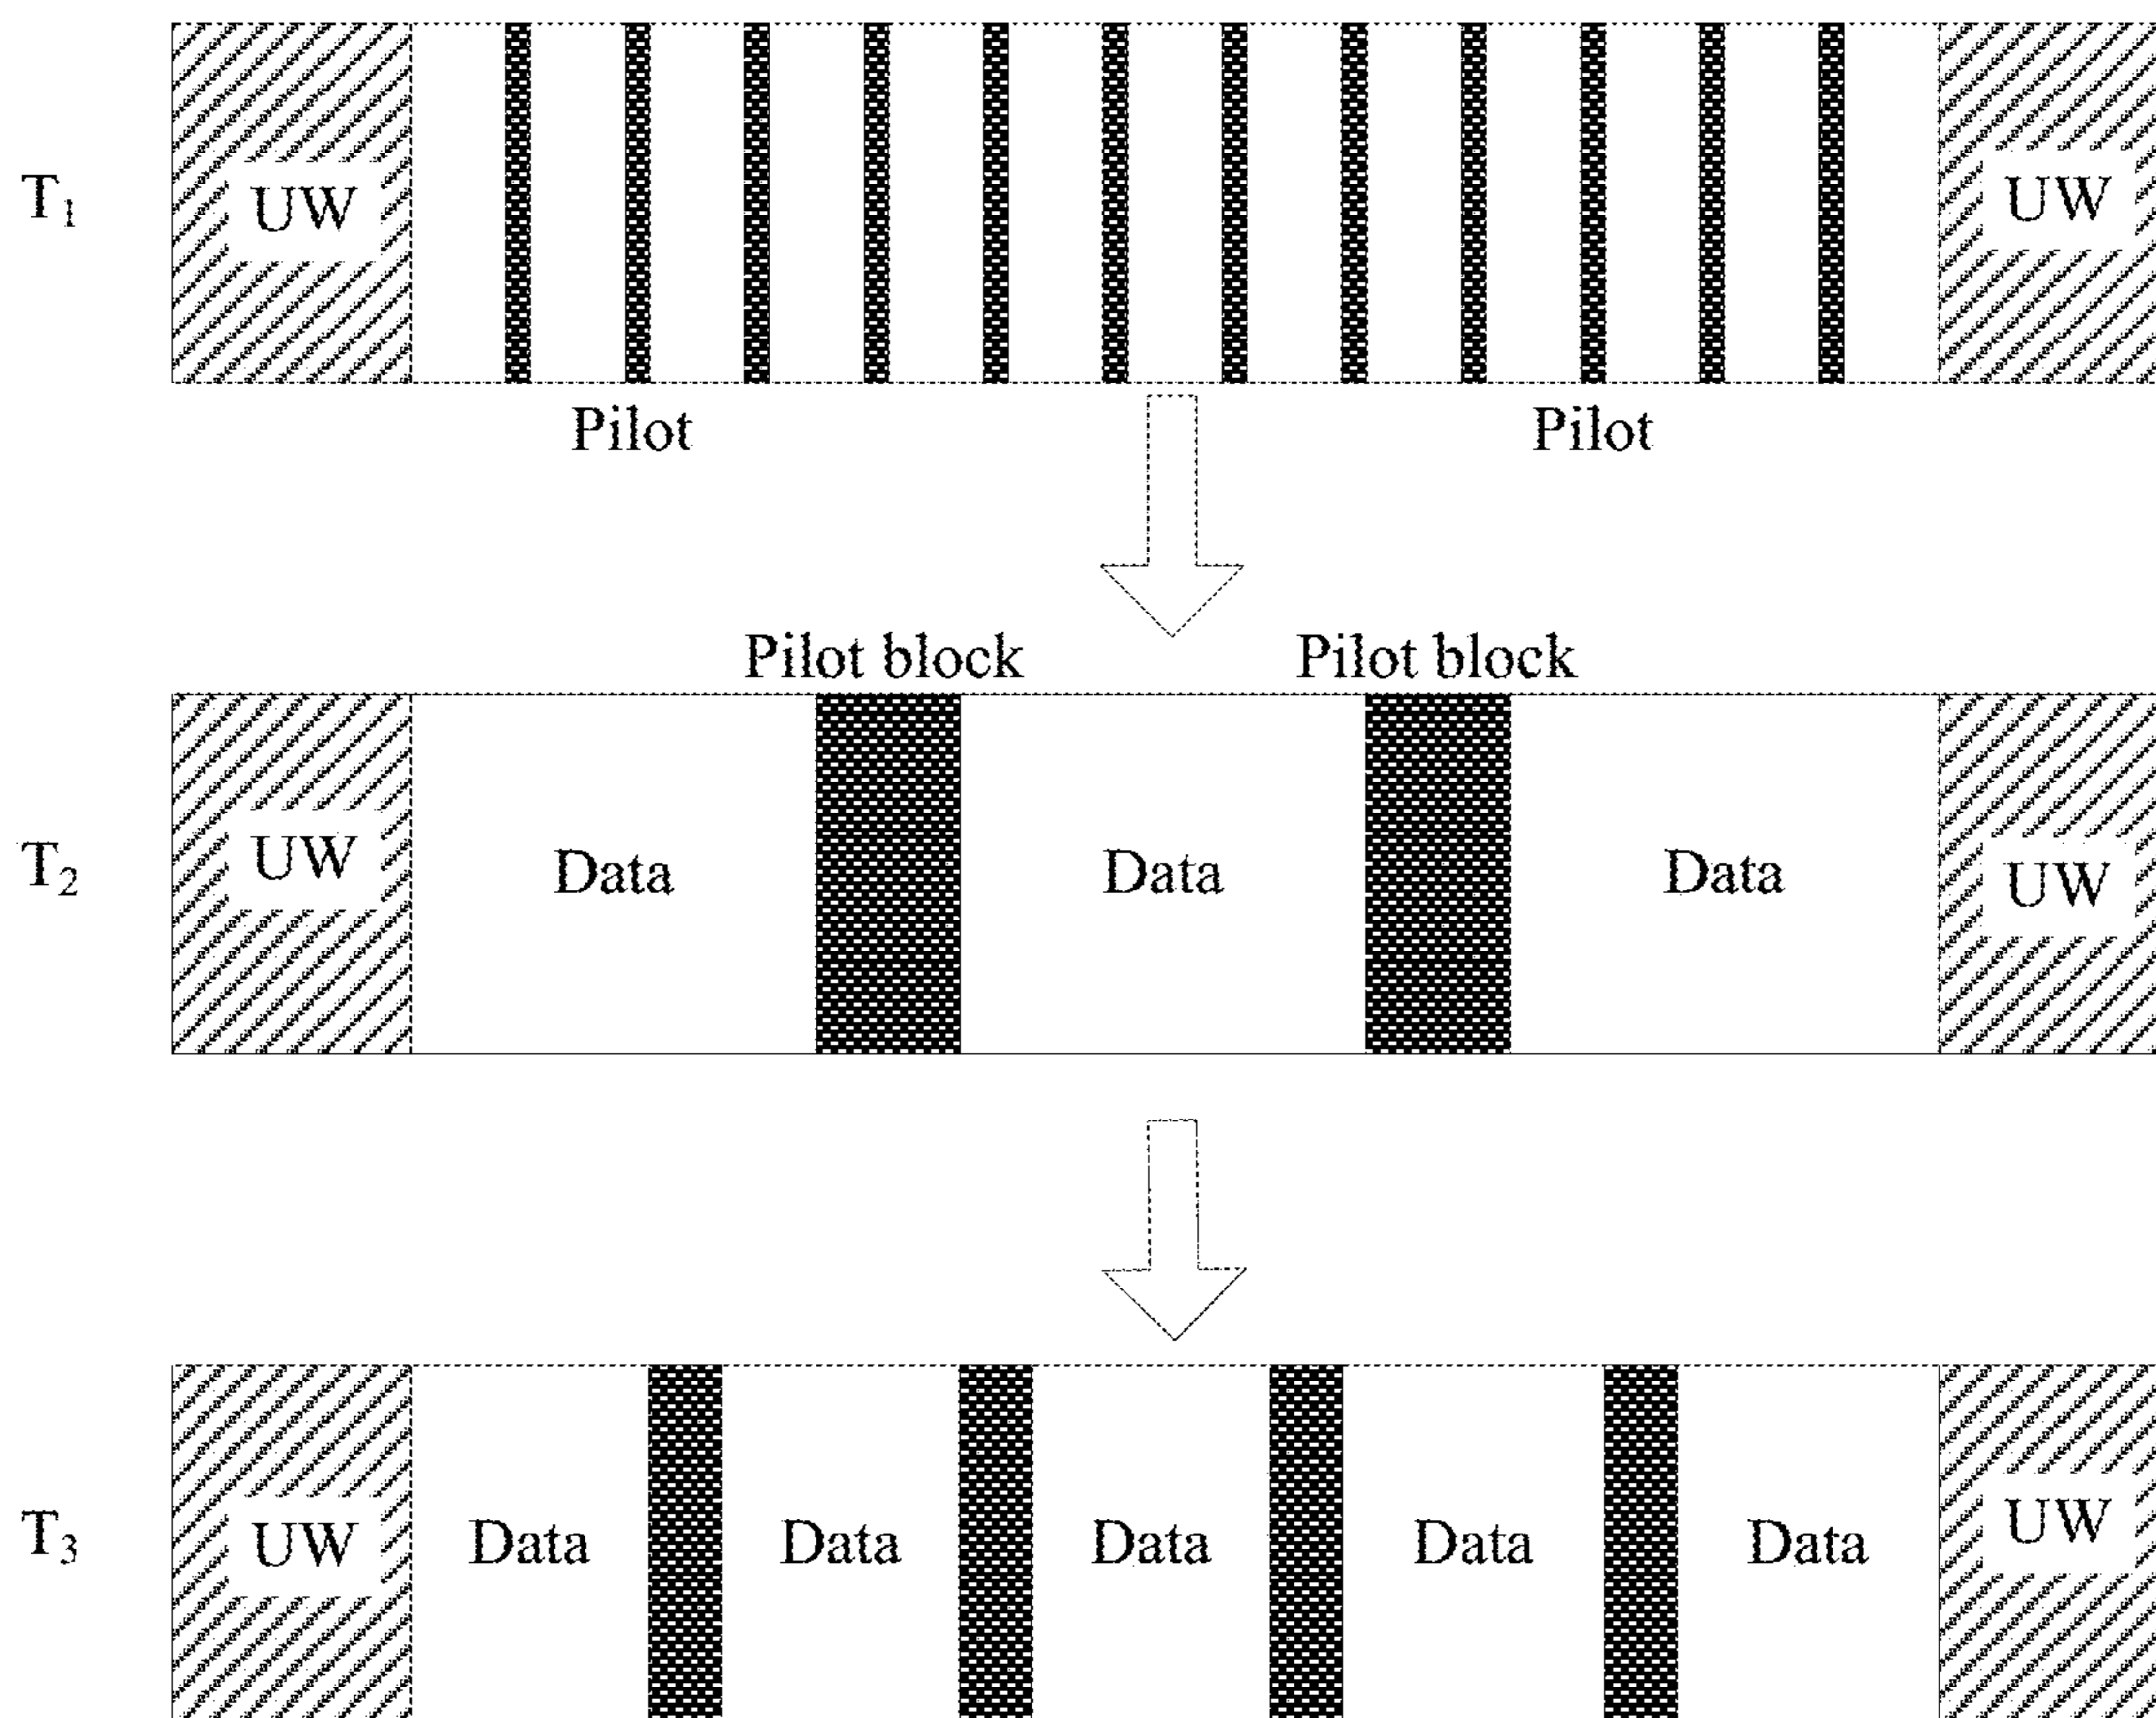 T₁ UW UW
Pilot Pilot
Pilot block Pilot block
T₂ UW Data Data Data UW
T₃ UW Data Data Data Data Data UW